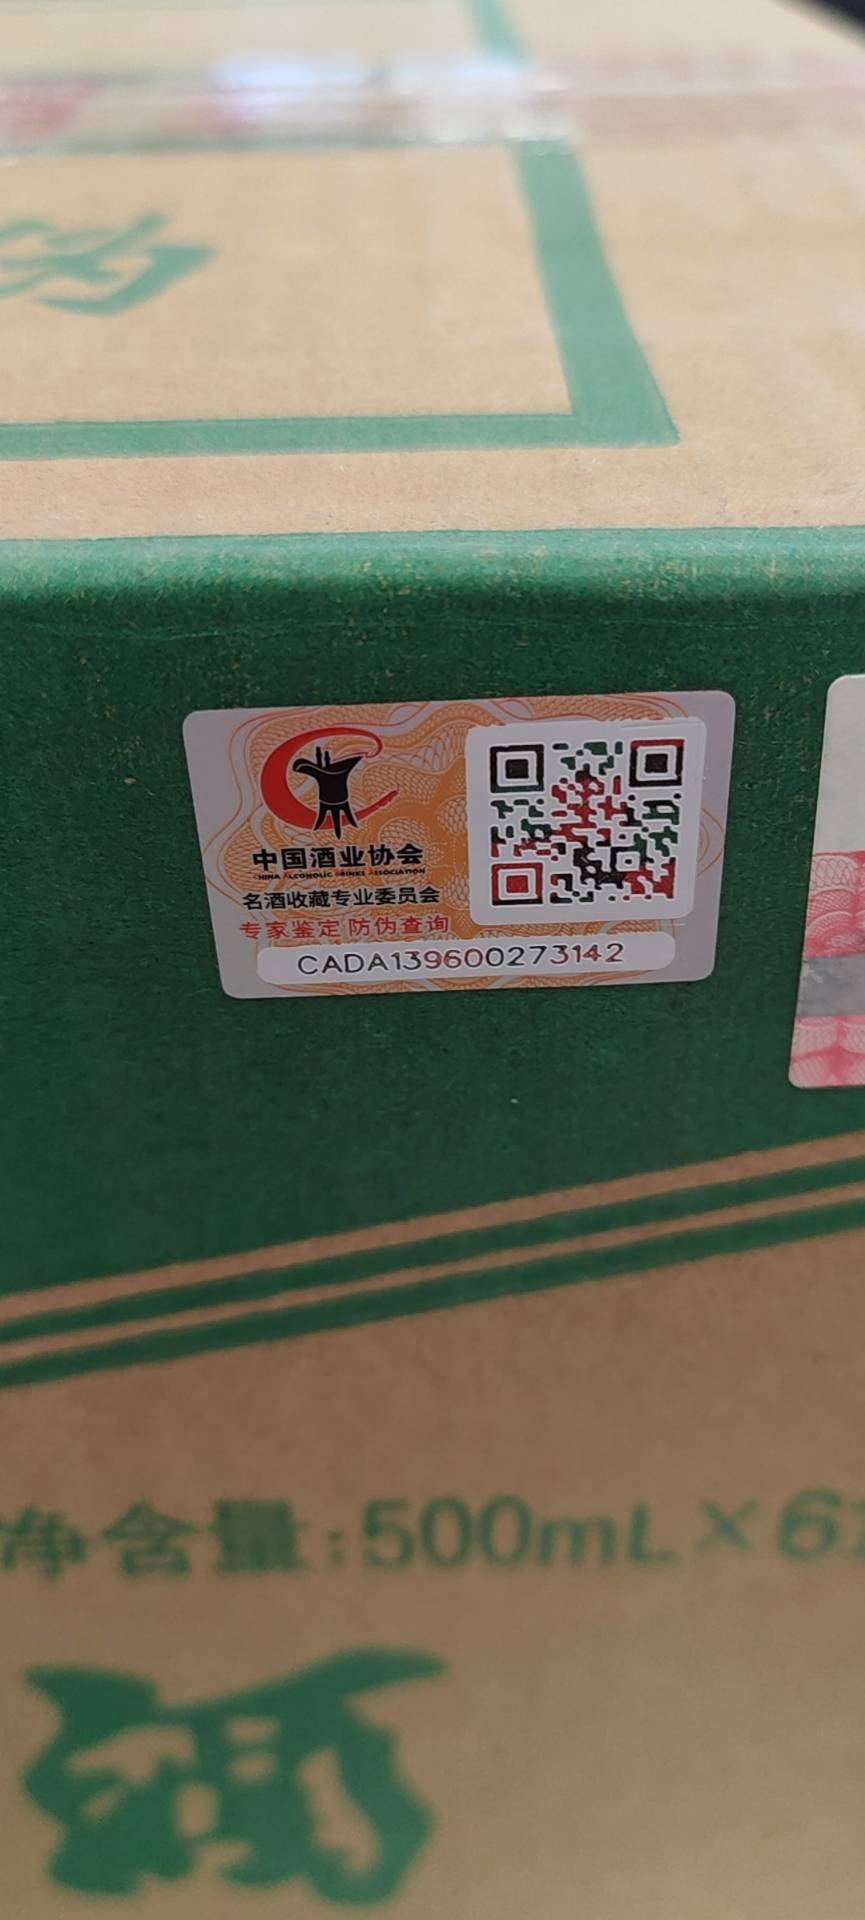 中国酒业协会
CHINA ALCOHOLIC DRINKS ASSOCIATION
名酒收藏专业委员会
专家鉴定 防伪查询
CADA139600273142
净含量:500mL×6